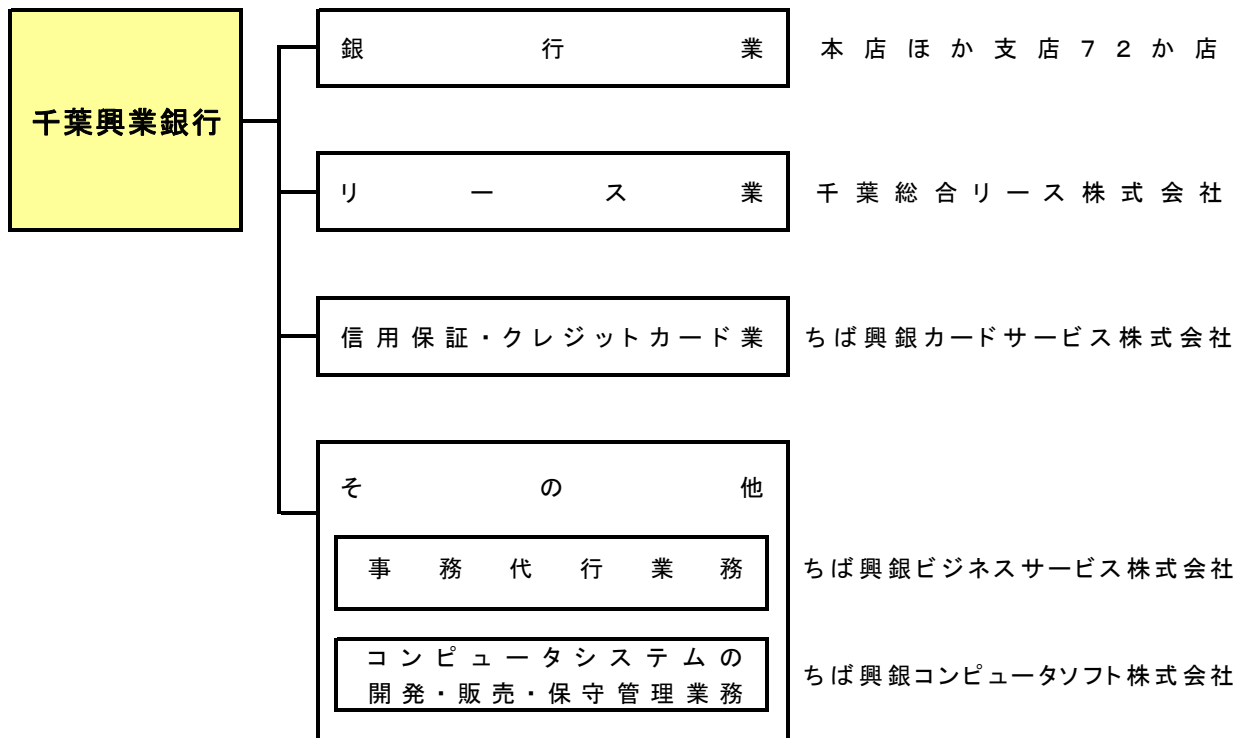 千葉興業銀行
銀行業 本店ほか支店７２か店
リース業 千葉総合リース株式会社
信用保証・クレジットカード業 ちば興銀カードサービス株式会社
その他
事務代行業務 ちば興銀ビジネスサービス株式会社
コンピュータシステムの
開発・販売・保守管理業務 ちば興銀コンピュータソフト株式会社